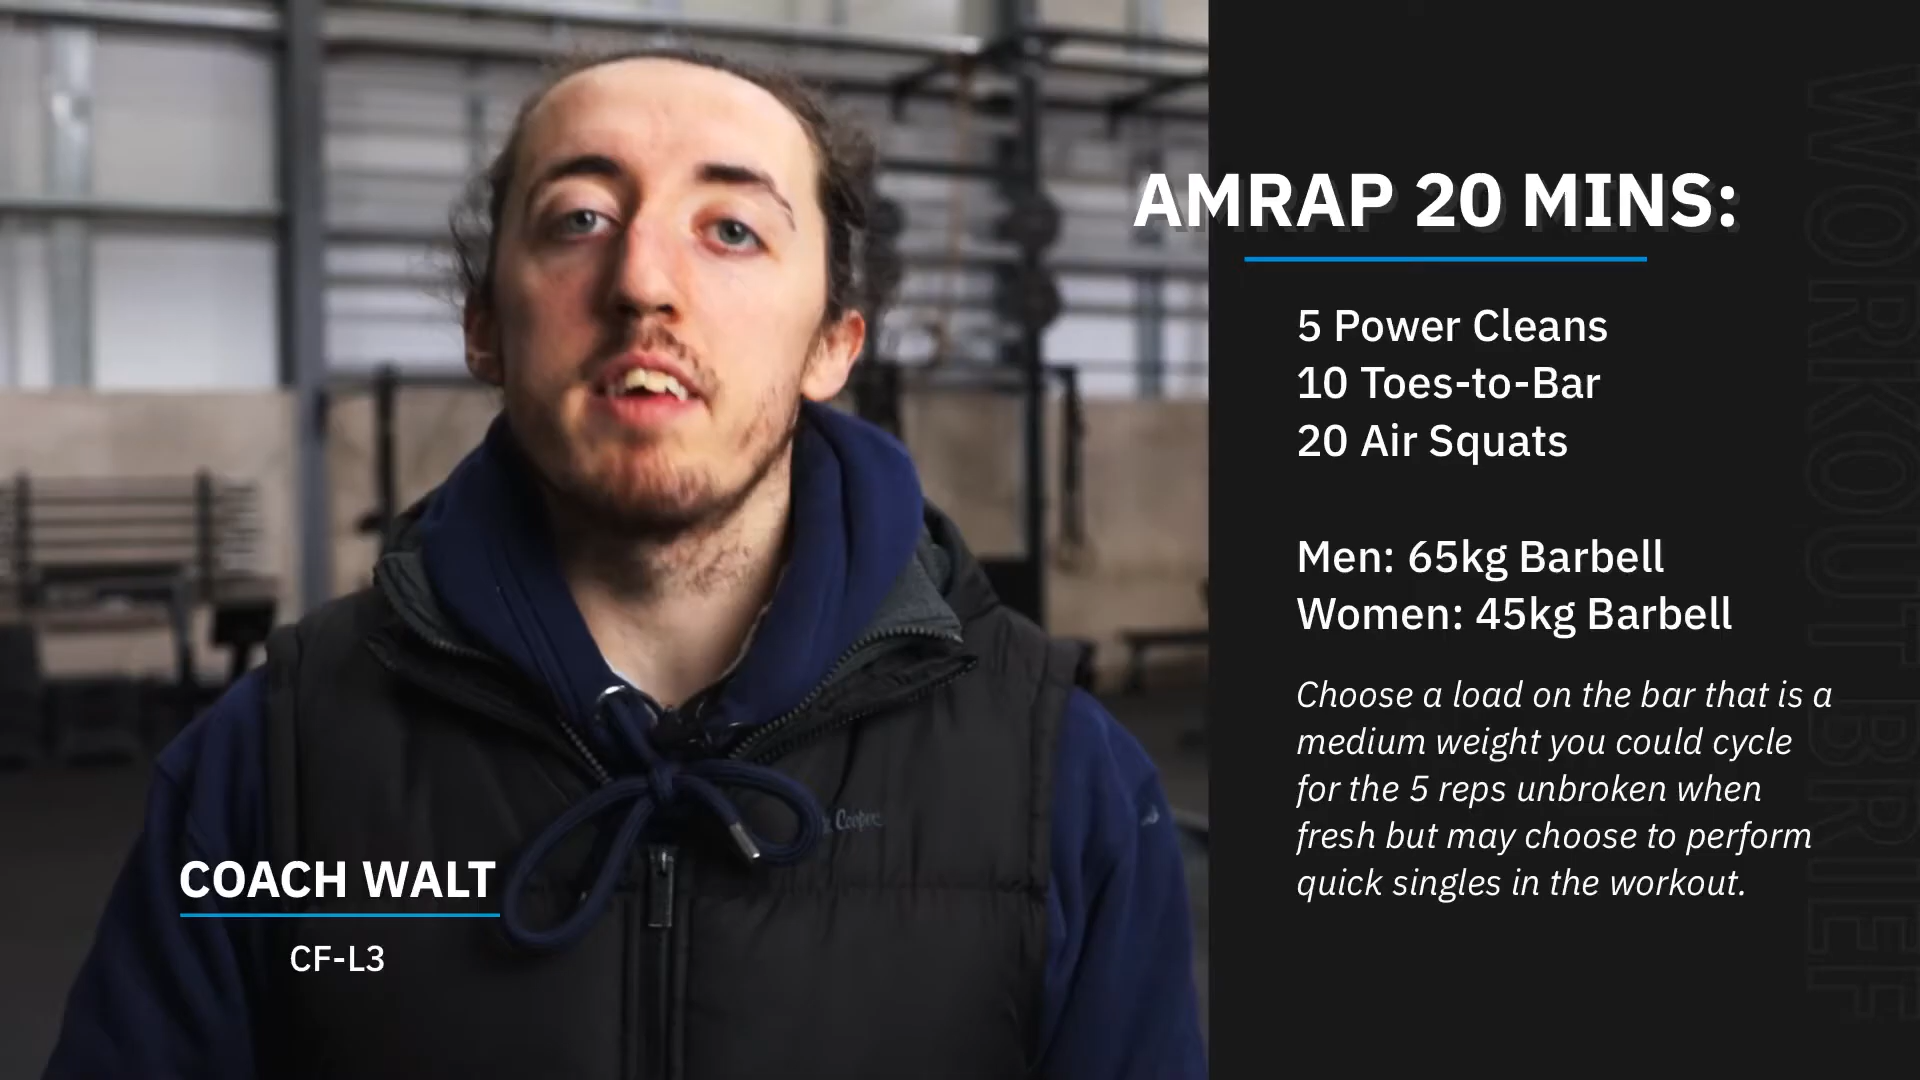 AMRAP 20 MINS:
5 Power Cleans
10 Toes-to-Bar
20 Air Squats
Men: 65kg Barbell
Women: 45kg Barbell
Choose a load on the bar that is a
medium weight you could cycle
for the 5 reps unbroken when
fresh but may choose to perform
quick singles in the workout.
WORKOUT BRIEF
COACH WALT
CF-L3
Cooper